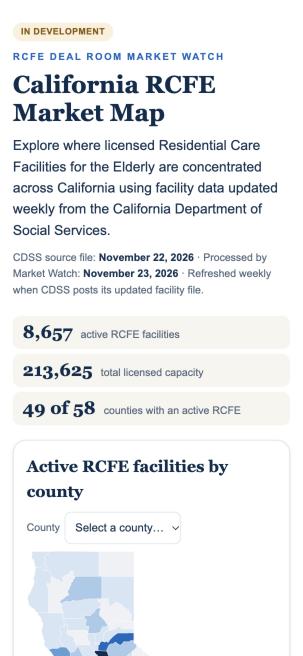 IN DEVELOPMENT
RCFE DEAL ROOM MARKET WATCH
California RCFE
Market Map
Explore where licensed Residential Care
Facilities for the Elderly are concentrated
across California using facility data updated
weekly from the California Department of
Social Services.
CDSS source file: November 22, 2026 · Processed by
Market Watch: November 23, 2026 · Refreshed weekly
when CDSS posts its updated facility file.
8,657 active RCFE facilities
213,625 total licensed capacity
49 of 58 counties with an active RCFE
Active RCFE facilities by
county
County Select a county...